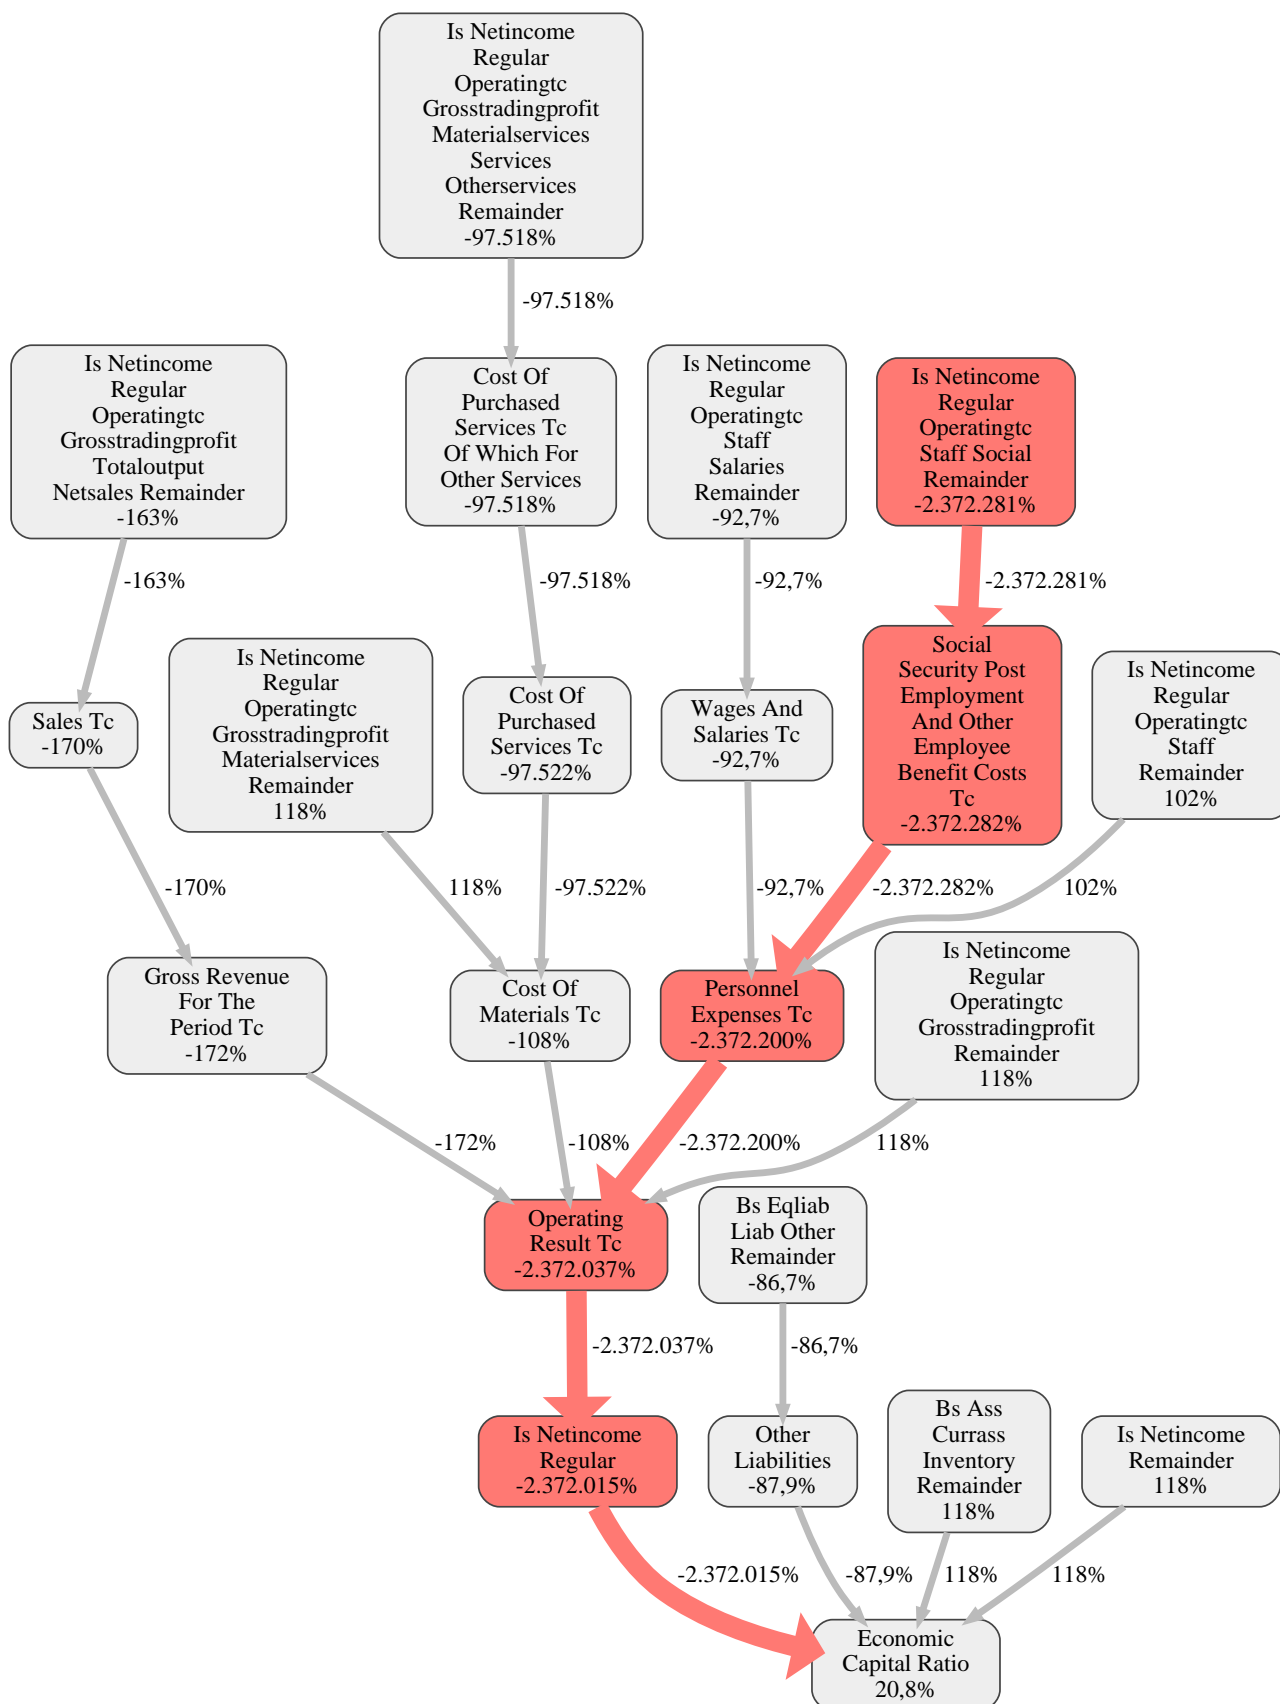 Is Netincome
Regular
Operatingtc
Grosstradingprofit
Materialservices
Services
Otherservices
Remainder
-97.518%
-97.518%
Is Netincome
Regular
Operatingtc
Grosstradingprofit
Totaloutput
Netsales Remainder
-163%
Cost Of
Purchased
Services Tc
Of Which For
Other Services
-97.518%
Is Netincome
Regular
Operatingtc
Staff
Salaries
Remainder
-92,7%
Is Netincome
Regular
Operatingtc
Staff Social
Remainder
-2.372.281%
-163%
-97.518%
-92,7%
-2.372.281%
Sales Tc
-170%
Is Netincome
Regular
Operatingtc
Grosstradingprofit
Materialservices
Remainder
118%
Cost Of
Purchased
Services Tc
-97.522%
Wages And
Salaries Tc
-92,7%
Social
Security Post
Employment
And Other
Employee
Benefit Costs
Tc
-2.372.282%
Is Netincome
Regular
Operatingtc
Staff
Remainder
102%
-170%
118%
-97.522%
-92,7%
-2.372.282%
102%
Gross Revenue
For The
Period Tc
-172%
Cost Of
Materials Tc
-108%
Personnel
Expenses Tc
-2.372.200%
Is Netincome
Regular
Operatingtc
Grosstradingprofit
Remainder
118%
-172%
-108%
-2.372.200%
118%
Operating
Result Tc
-2.372.037%
Bs Eqliab
Liab Other
Remainder
-86,7%
-2.372.037%
-86,7%
Is Netincome
Regular
-2.372.015%
Other
Liabilities
-87,9%
Bs Ass
Currass
Inventory
Remainder
118%
Is Netincome
Remainder
118%
-2.372.015%
-87,9%
118%
118%
Economic
Capital Ratio
20,8%